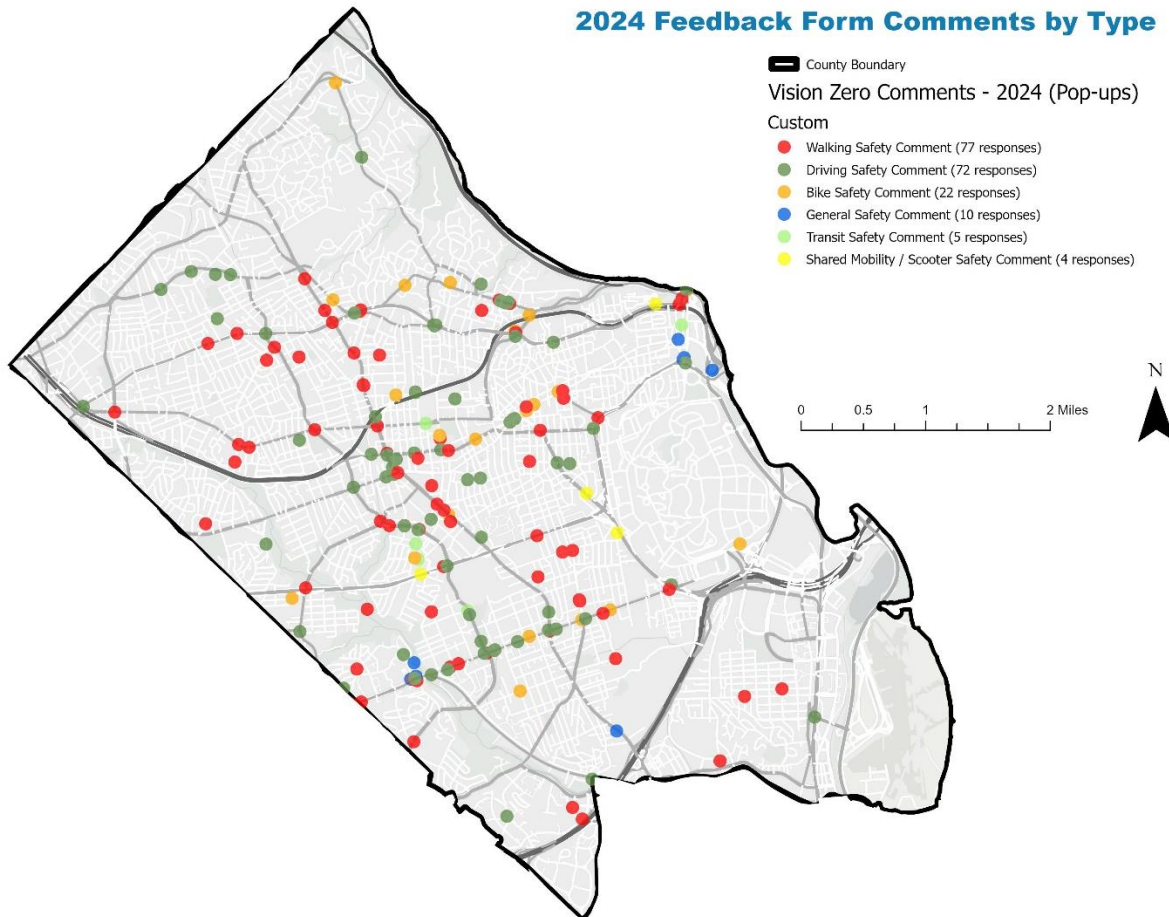 2024 Feedback Form Comments by Type
County Boundary
Vision Zero Comments - 2024 (Pop-ups)
Custom
Walking Safety Comment (77 responses)
Driving Safety Comment (72 responses)
Bike Safety Comment (22 responses)
General Safety Comment (10 responses)
Transit Safety Comment (5 responses)
Shared Mobility / Scooter Safety Comment (4 responses)
N
0 0.5 1 2 Miles